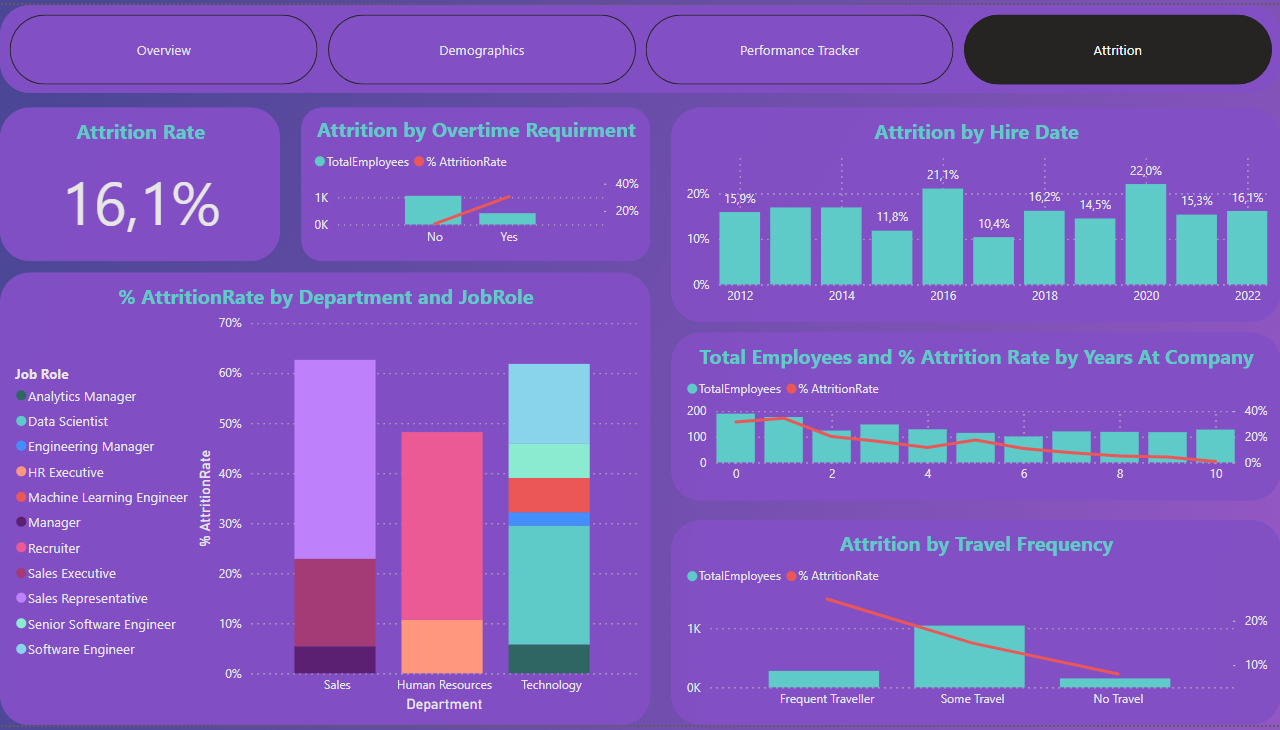 Overview
Demographics
Performance Tracker
Attrition
Attrition Rate
16,1%
Attrition by Overtime Requirment
TotalEmployees % AttritionRate
1K
0K
40%
20%
No Yes
Attrition by Hire Date
20%
10%
0%
15,9% 11,8% 21,1% 10,4% 16,2% 14,5% 22,0% 15,3% 16,1%
2012 2014 2016 2018 2020 2022
% AttritionRate by Department and JobRole
Job Role
Analytics Manager
Data Scientist
Engineering Manager
HR Executive
Machine Learning Engineer
Manager
Recruiter
Sales Executive
Sales Representative
Senior Software Engineer
Software Engineer
% AttritionRate
70%
60%
50%
40%
30%
20%
10%
0%
Sales Human Resources Technology
Department
Total Employees and % Attrition Rate by Years At Company
TotalEmployees % AttritionRate
200
100
0
40%
20%
0%
0 2 4 6 8 10
Attrition by Travel Frequency
TotalEmployees % AttritionRate
1K
0K
20%
10%
Frequent Traveller Some Travel No Travel